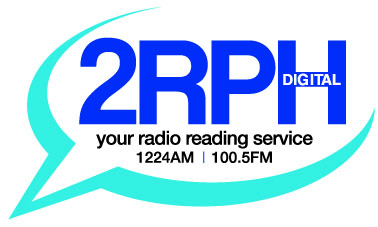 2RPH
DIGITAL
your radio reading service
1224AM | 100.5FM